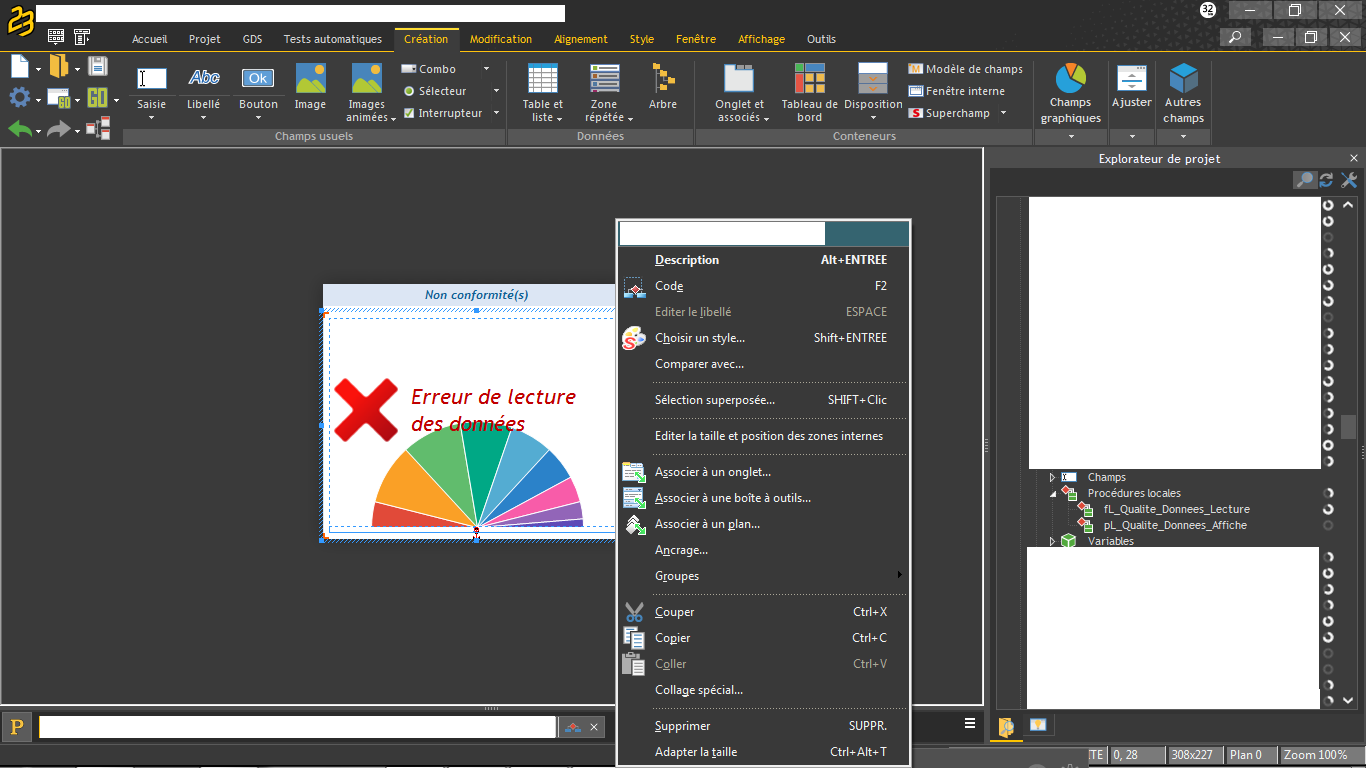 23
32
Accueil Projet GDS Tests automatiques Création Modification Alignement Style Fenêtre Affichage Outils
GO
GO
I
Saisie
Abc
Libellé
Ok
Bouton
Image
Images
animées
Combo
Sélecteur
Interrupteur
Champs usuels
Table et
liste
Zone
répétée
Arbre
Données
Onglet et
associés
Tableau de
bord
Disposition
Modèle de champs
Fenêtre interne
S Superchamp
Conteneurs
Champs
graphiques
Ajuster
Autres
champs
Explorateur de projet
Non conformité(s)
Erreur de lecture
des données
Description Alt+ENTREE
Code F2
Editer le libellé ESPACE
Choisir un style... Shift+ENTREE
Comparer avec...
Sélection superposée... SHIFT+Clic
Editer la taille et position des zones internes
Associer à un onglet...
Associer à une boîte à outils...
Associer à un plan...
Ancrage...
Groupes
Couper Ctrl+X
Copier Ctrl+C
Coller Ctrl+V
Collage spécial...
Supprimer SUPPR.
Adapter la taille Ctrl+Alt+T
Champs
Procédures locales
fL_Qualite_Donnees_Lecture
pL_Qualite_Donnees_Affiche
Variables
P
TE 0, 28 308x227 Plan 0 Zoom 100%